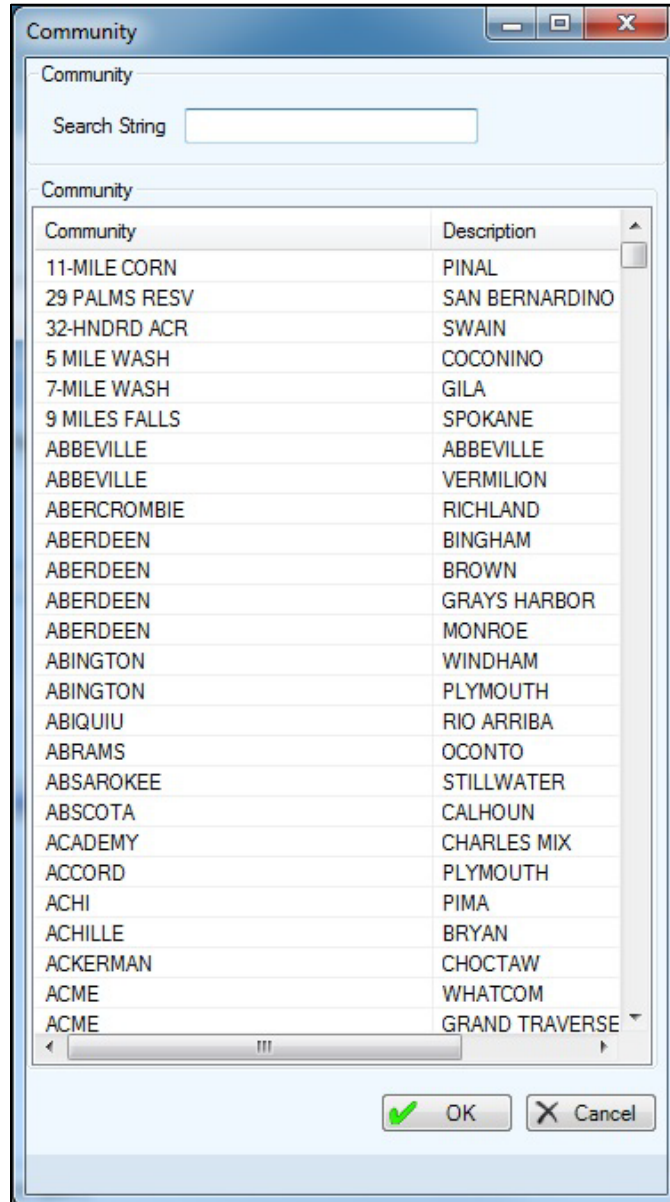 Community
Community
Search String
Community
Community Description
11-MILE CORN PINAL
29 PALMS RESV SAN BERNARDINO
32-HNDRD ACR SWAIN
5 MILE WASH COCONINO
7-MILE WASH GILA
9 MILES FALLS SPOKANE
ABBEVILLE ABBEVILLE
ABBEVILLE VERMILION
ABERCROMBIE RICHLAND
ABERDEEN BINGHAM
ABERDEEN BROWN
ABERDEEN GRAYS HARBOR
ABERDEEN MONROE
ABINGTON WINDHAM
ABINGTON PLYMOUTH
ABIQUIU RIO ARRIBA
ABRAMS OCONTO
ABSAROKEE STILLWATER
ABSCOTA CALHOUN
ACADEMY CHARLES MIX
ACCORD PLYMOUTH
ACHI PIMA
ACHILLE BRYAN
ACKERMAN CHOCTAW
ACME WHATCOM
ACME GRAND TRAVERSE
OK Cancel